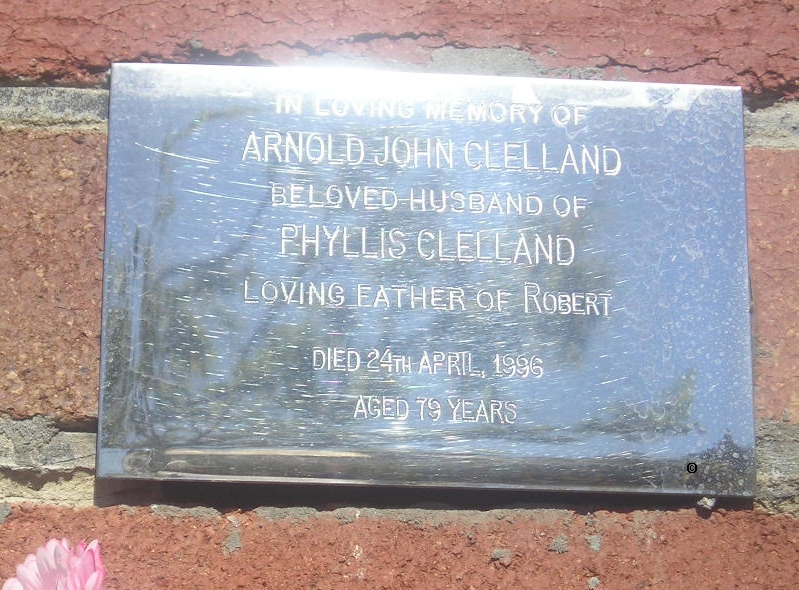 IN LOVING MEMORY OF
ARNOLD JOHN CLELLAND
BELOVED HUSBAND OF
PHYLLIS CLELLAND
LOVING FATHER OF ROBERT
DIED 24TH APRIL, 1996
AGED 79 YEARS
©